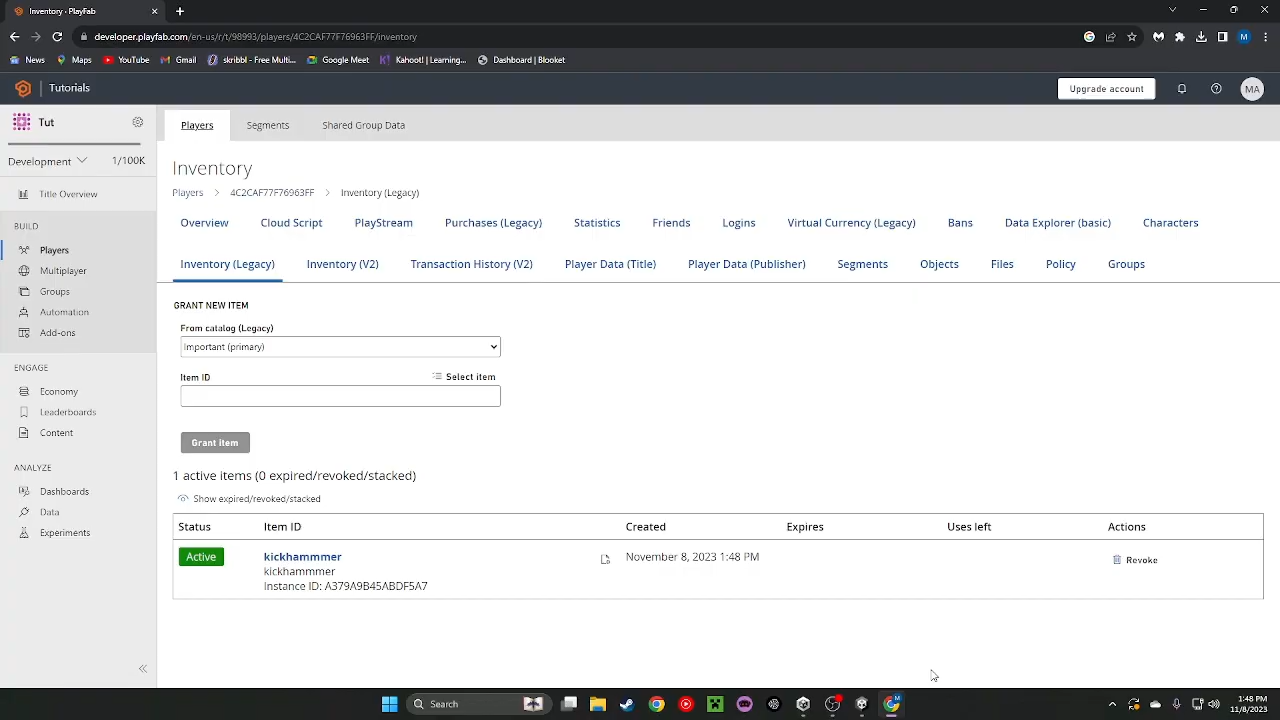 Inventory - PlayFab
developer.playfab.com/en-us/r/t/98993/players/4C2CAF77F76963FF/inventory
M
News
Maps
YouTube
Gmail
skribbl - Free Multi...
Google Meet
Kahoot! | Learning...
Dashboard | Blooket
Tutorials
Upgrade account
MA
Tut
Development
1/100K
Title Overview
BUILD
Players
Multiplayer
Groups
Automation
Add-ons
ENGAGE
Economy
Leaderboards
Content
ANALYZE
Dashboards
Data
Experiments
Players Segments Shared Group Data
Inventory
Players > 4C2CAF77F76963FF > Inventory (Legacy)
Overview Cloud Script PlayStream Purchases (Legacy) Statistics Friends Logins Virtual Currency (Legacy) Bans Data Explorer (basic) Characters
Inventory (Legacy) Inventory (V2) Transaction History (V2) Player Data (Title) Player Data (Publisher) Segments Objects Files Policy Groups
GRANT NEW ITEM
From catalog (Legacy)
Important (primary)
Item ID Select item
Grant item
1 active items (0 expired/revoked/stacked)
Show expired/revoked/stacked
Status Item ID Created Expires Uses left Actions
Active kickhammmer November 8, 2023 1:48 PM Revoke
kickhammmer
Instance ID: A379A9B45ABDF5A7
Search
M
1:48 PM
11/8/2023